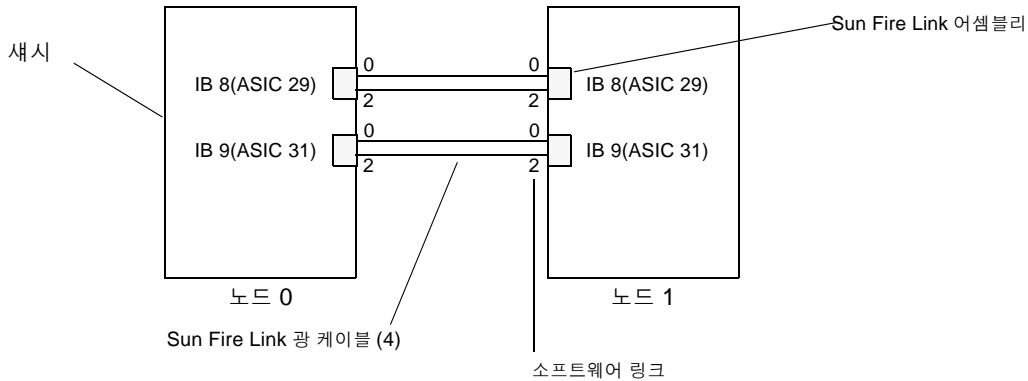 Sun Fire Link 어셈블리
섀시
0
0
IB 8(ASIC 29)
IB 8(ASIC 29)
2
2
0
0
IB 9(ASIC 31)
IB 9(ASIC 31)
2
2
노드 0
노드 1
Sun Fire Link 광 케이블 (4)
소프트웨어 링크